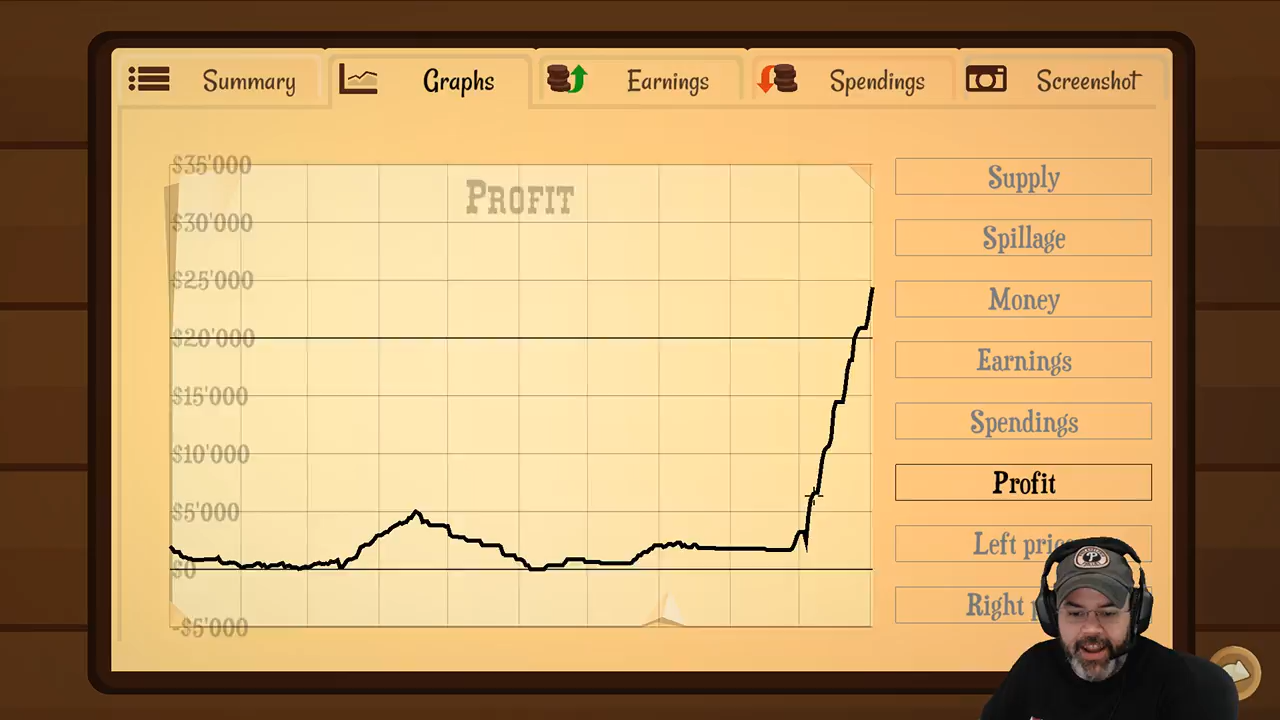 Summary
Graphs
Earnings
Spendings
Screenshot
PROFIT
$35'000
$30'000
$25'000
$20'000
$15'000
$10'000
$5'000
$0
-$5'000
Supply
Spillage
Money
Earnings
Spendings
Profit
Left
Right